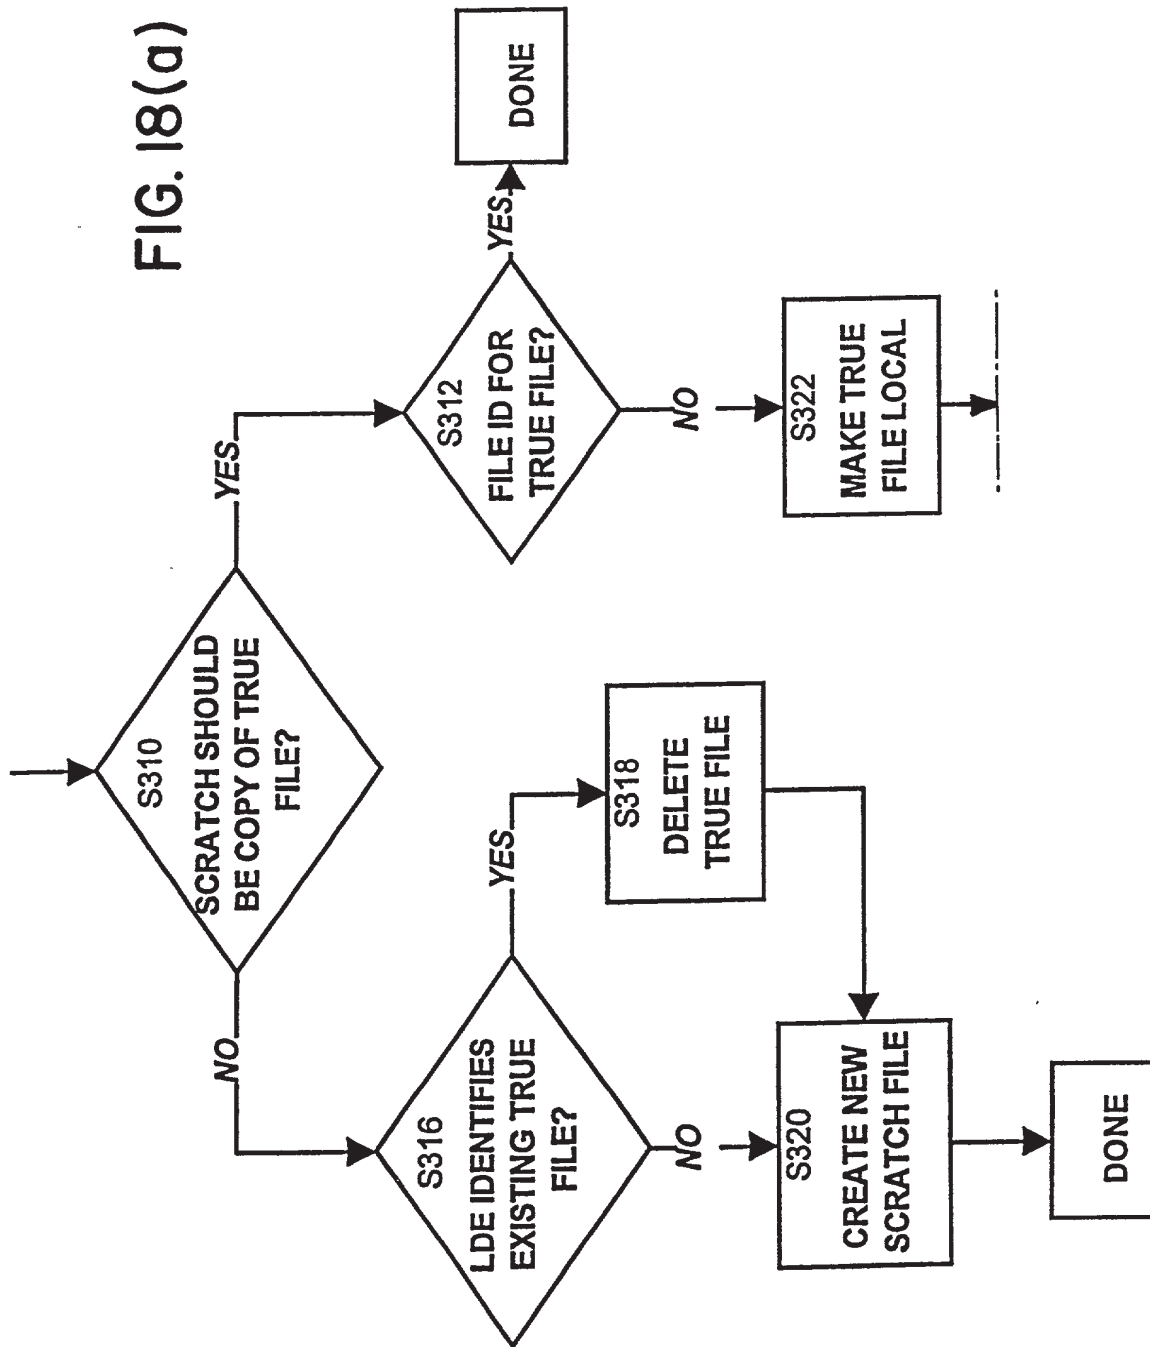 FIG. 18(a)
S310
SCRATCH SHOULD
BE COPY OF TRUE
FILE?
NO
YES
S316
LDE IDENTIFIES
EXISTING TRUE
FILE?
YES
NO
S318
DELETE
TRUE FILE
S320
CREATE NEW
SCRATCH FILE
DONE
S312
FILE ID FOR
TRUE FILE?
YES
DONE
NO
S322
MAKE TRUE
FILE LOCAL